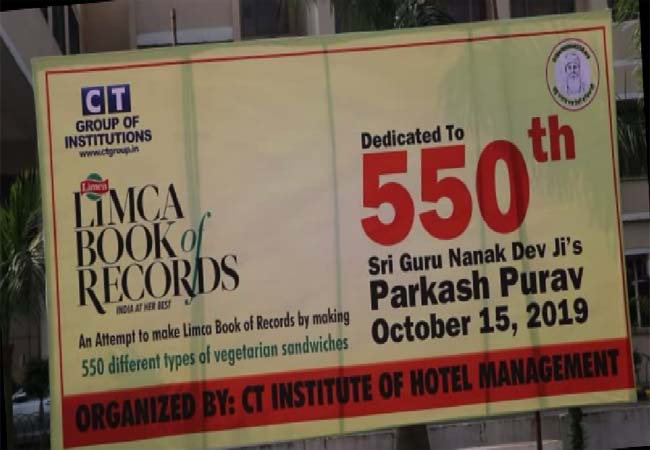 CT
GROUP OF
INSTITUTIONS
www.ctgroup.in
Limca
LIMCA
BOOK of
RECORDS
INDIA AT HER BEST
An Attempt to make Limca Book of Records by making
550 different types of vegetarian sandwiches
Dedicated To
550th
Sri Guru Nanak Dev Ji's
Parkash Purav
October 15, 2019
ORGANIZED BY: CT INSTITUTE OF HOTEL MANAGEMENT